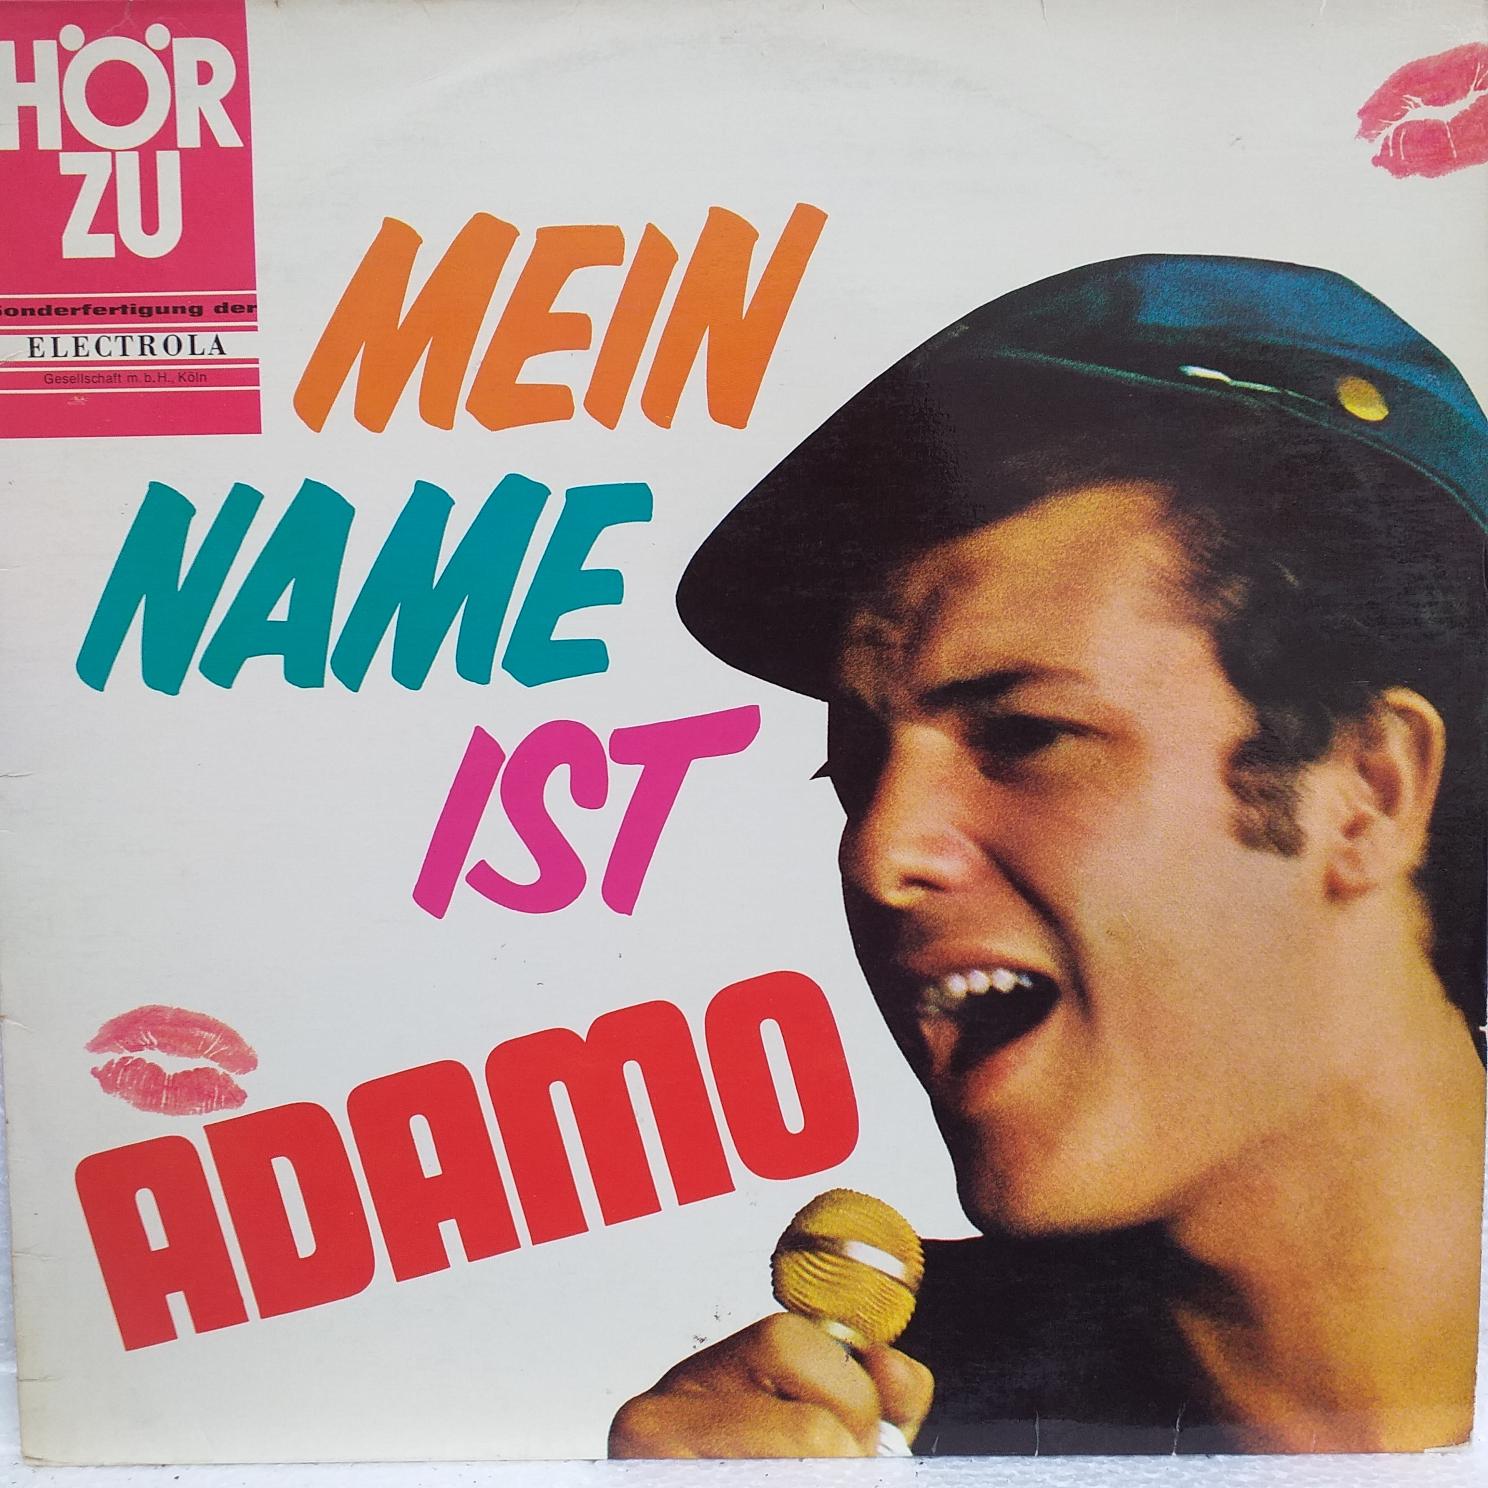 HÖR
ZU
Sonderfertigung der
ELECTROLA
Gesellschaft m.b.H., Köln
MEIN
NAME
IST
ADAMO